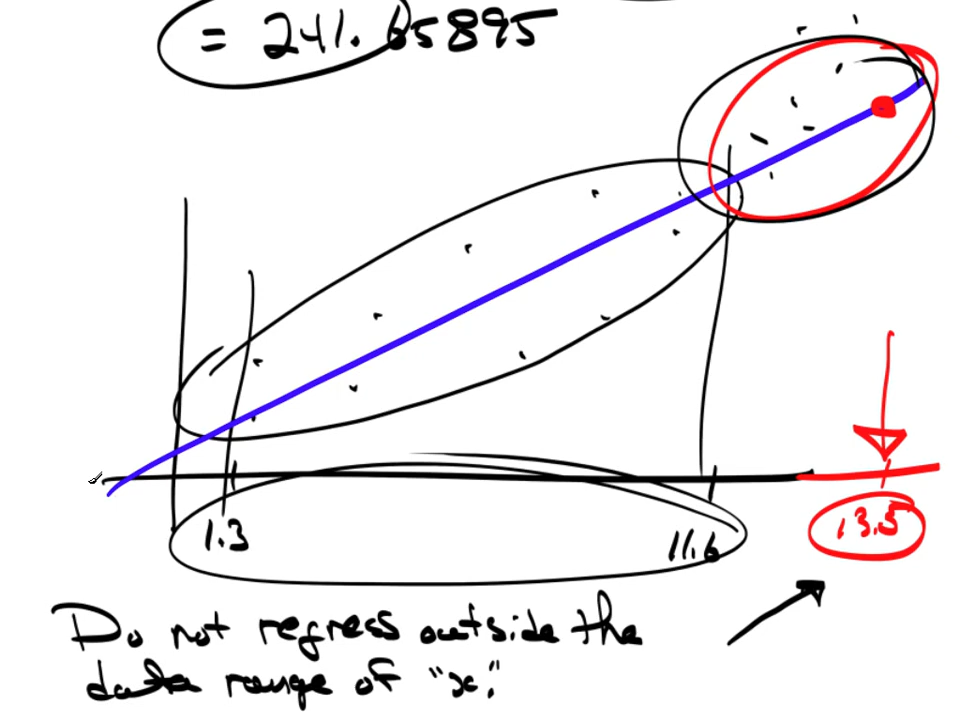 = 241.65895
1.3
11.6
13.5
Do not regress outside the
data range of "x."